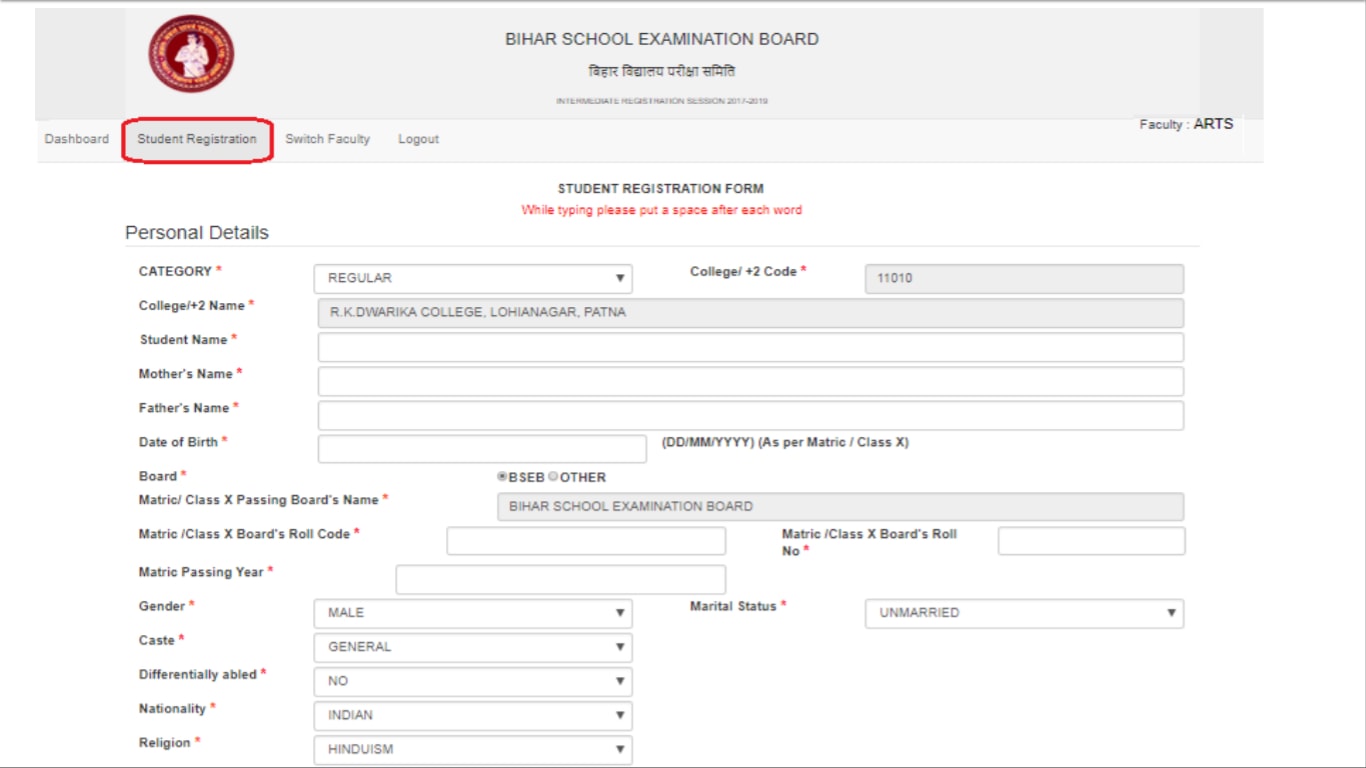 BIHAR SCHOOL EXAMINATION BOARD
बिहार विद्यालय परीक्षा समिति
INTERMEDIATE REGISTRATION SESSION 2017-2019
Faculty : ARTS
Dashboard Student Registration Switch Faculty Logout
STUDENT REGISTRATION FORM
While typing please put a space after each word
Personal Details
CATEGORY * REGULAR College/ +2 Code * 11010
College/+2 Name * R.K.DWARIKA COLLEGE, LOHIANAGAR, PATNA
Student Name *
Mother's Name *
Father's Name *
Date of Birth * (DD/MM/YYYY) (As per Matric / Class X)
Board * BSEB OTHER
Matric/ Class X Passing Board's Name * BIHAR SCHOOL EXAMINATION BOARD
Matric /Class X Board's Roll Code * Matric /Class X Board's Roll
No *
Matric Passing Year *
Gender * MALE Marital Status * UNMARRIED
Caste * GENERAL
Differentially abled * NO
Nationality * INDIAN
Religion * HINDUISM